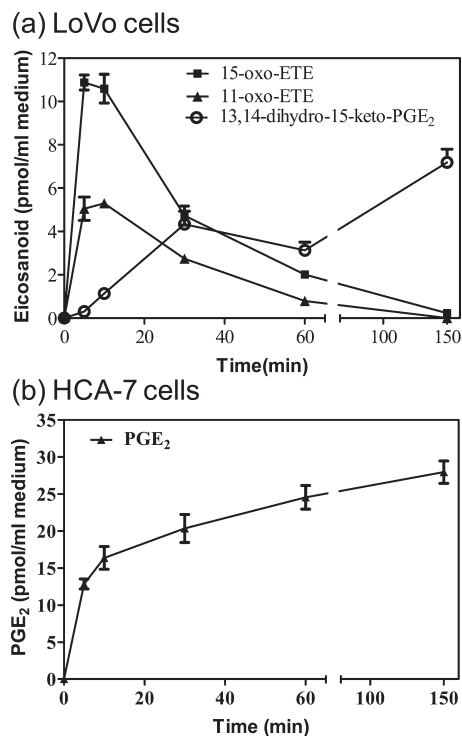 (a) LoVo cells
15-oxo-ETE
11-oxo-ETE
13,14-dihydro-15-keto-PGE₂
Eicosanoid (pmol/ml medium)
12
10
8
6
4
2
0
0 20 40 60 100 150
Time(min)
(b) HCA-7 cells
PGE₂
PGE₂ (pmol/ml medium)
35
30
25
20
15
10
5
0
0 20 40 60 100 150
Time (min)